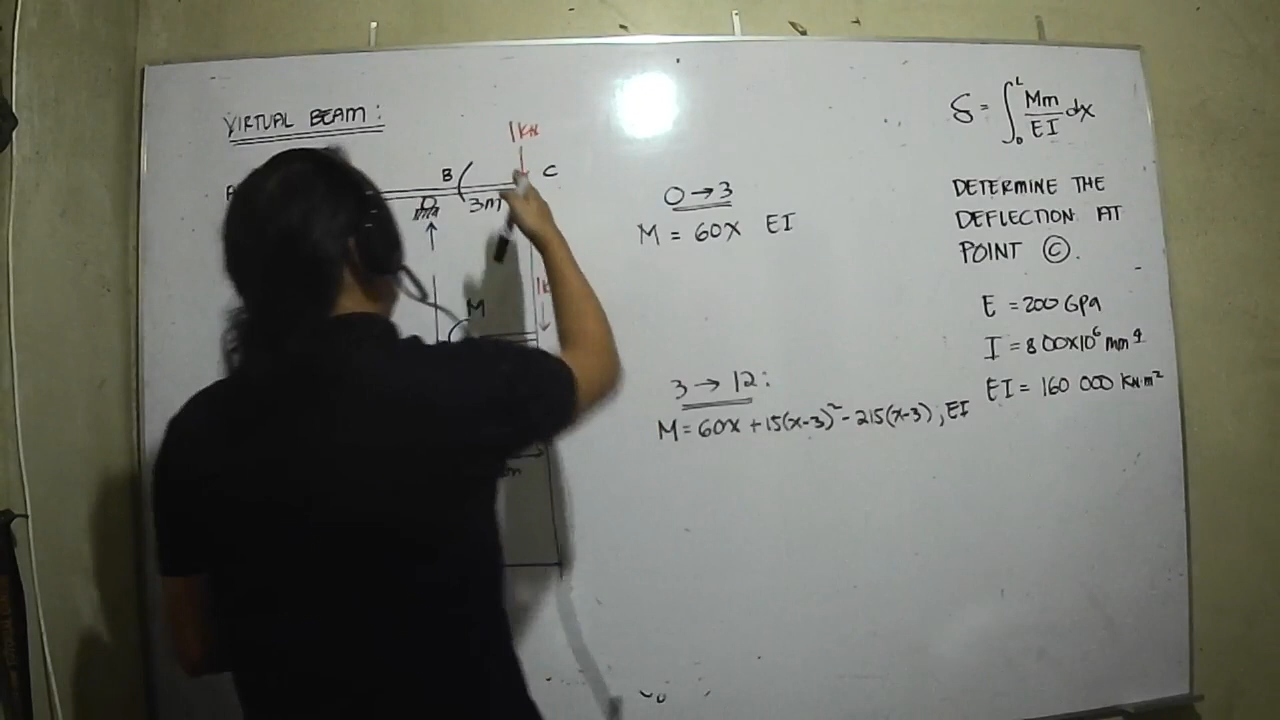 VIRTUAL BEAM:
1KN
A
B
C
3m
M
0→3
M = 60X EI
3→12:
M=60X+15(X-3)²-215(X-3), EI
δ = ∫₀ᴸ Mm/EI dx
DETERMINE THE
DEFLECTION AT
POINT Ⓒ.
E = 200 GPa
I = 800X10⁶ mm⁴
EI = 160 000 KN·m²